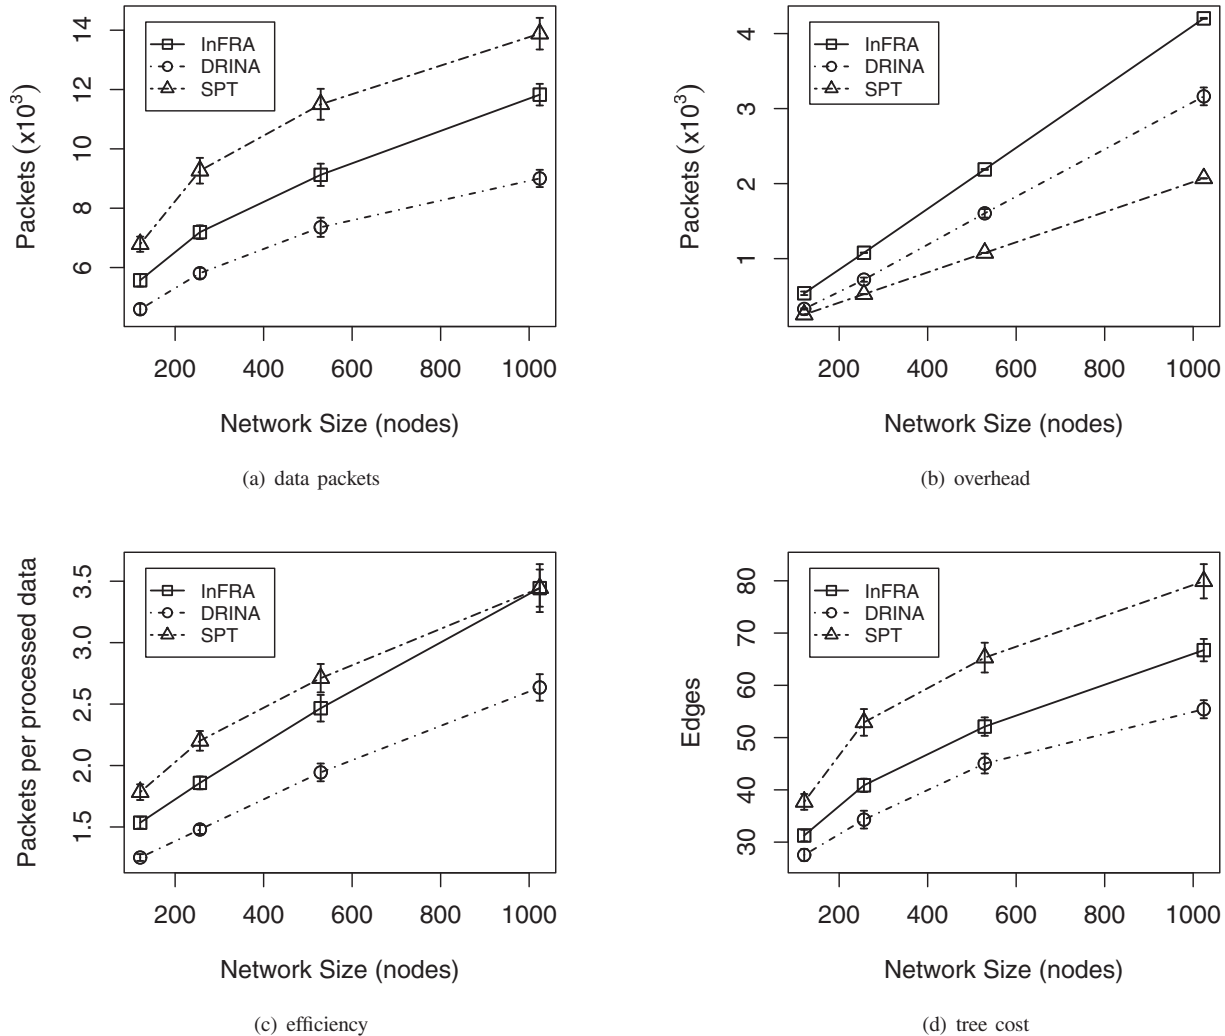 Packets (x10³)
6 8 10 12 14
InFRA
DRINA
SPT
200 400 600 800 1000
Network Size (nodes)
(a) data packets
Packets (x10³)
1 2 3 4
InFRA
DRINA
SPT
200 400 600 800 1000
Network Size (nodes)
(b) overhead
Packets per processed data
1.5 2.0 2.5 3.0 3.5
InFRA
DRINA
SPT
200 400 600 800 1000
Network Size (nodes)
(c) efficiency
Edges
30 40 50 60 70 80
InFRA
DRINA
SPT
200 400 600 800 1000
Network Size (nodes)
(d) tree cost